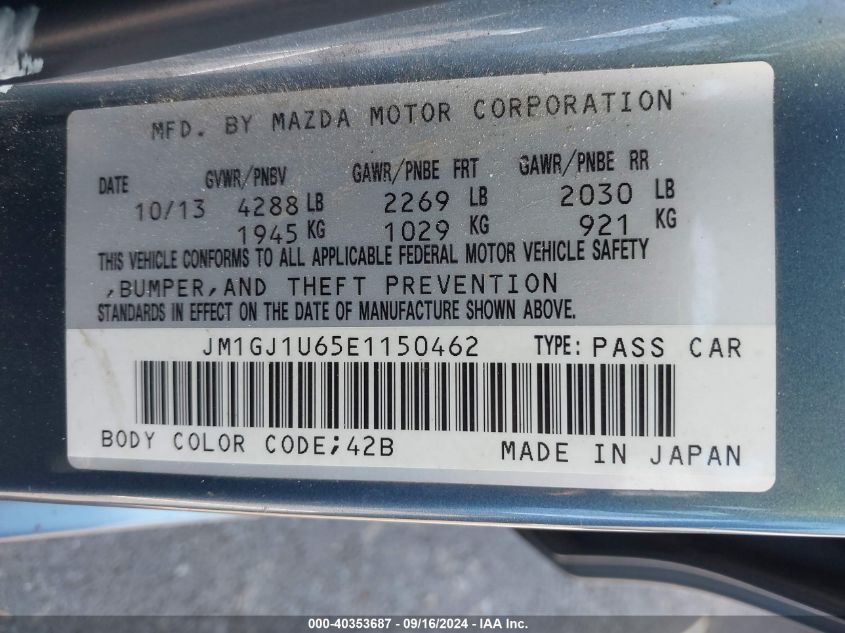 MFD. BY MAZDA MOTOR CORPORATION
DATE GVWR/PNBV GAWR/PNBE FRT GAWR/PNBE RR
10/13 4288 LB 2269 LB 2030 LB
1945 KG 1029 KG 921 KG
THIS VEHICLE CONFORMS TO ALL APPLICABLE FEDERAL MOTOR VEHICLE SAFETY
,BUMPER,AND THEFT PREVENTION
STANDARDS IN EFFECT ON THE DATE OF MANUFACTURE SHOWN ABOVE.
JM1GJ1U65E1150462 TYPE: PASS CAR
BODY COLOR CODE;42B MADE IN JAPAN
000-40353687 - 09/16/2024 - IAA Inc.